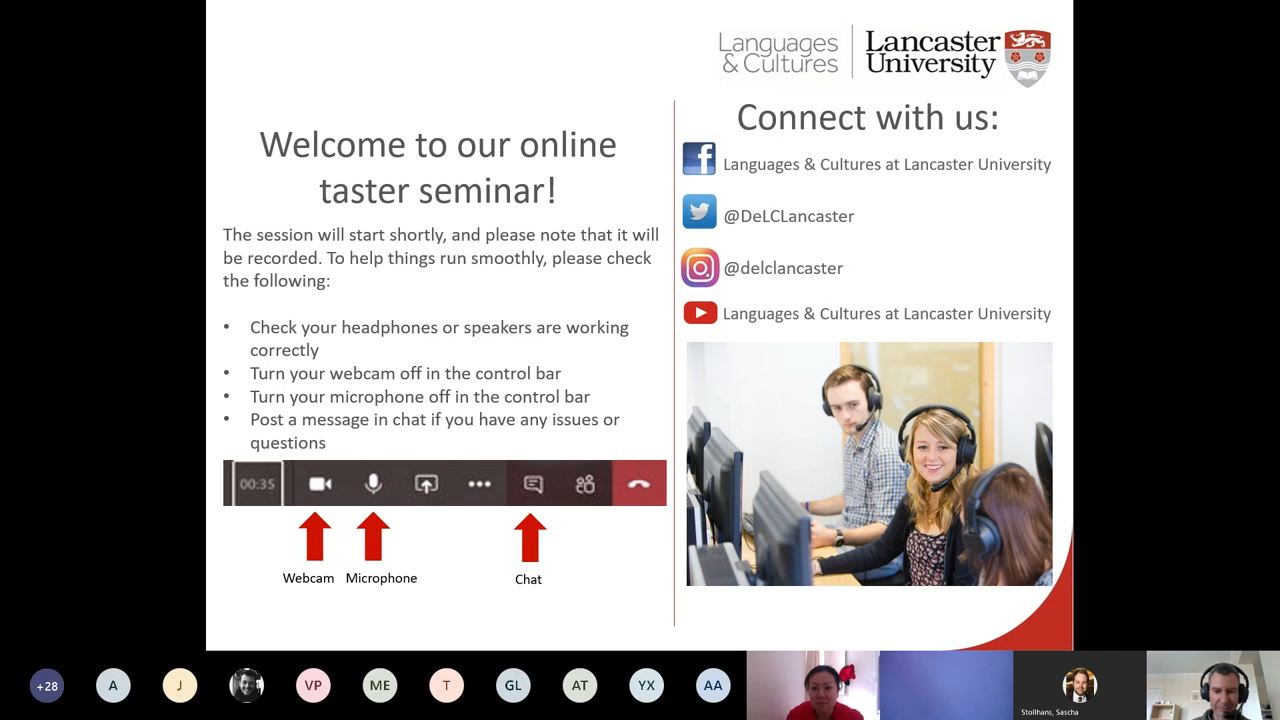 Languages
& Cultures
Lancaster
University
Welcome to our online
taster seminar!
The session will start shortly, and please note that it will
be recorded. To help things run smoothly, please check
the following:
• Check your headphones or speakers are working
correctly
• Turn your webcam off in the control bar
• Turn your microphone off in the control bar
• Post a message in chat if you have any issues or
questions
00:35
Webcam
Microphone
Chat
Connect with us:
Languages & Cultures at Lancaster University
@DeLCLancaster
@delclancaster
Languages & Cultures at Lancaster University
+28
A
J
VP
ME
T
GL
AT
YX
AA
Stollhans, Sascha